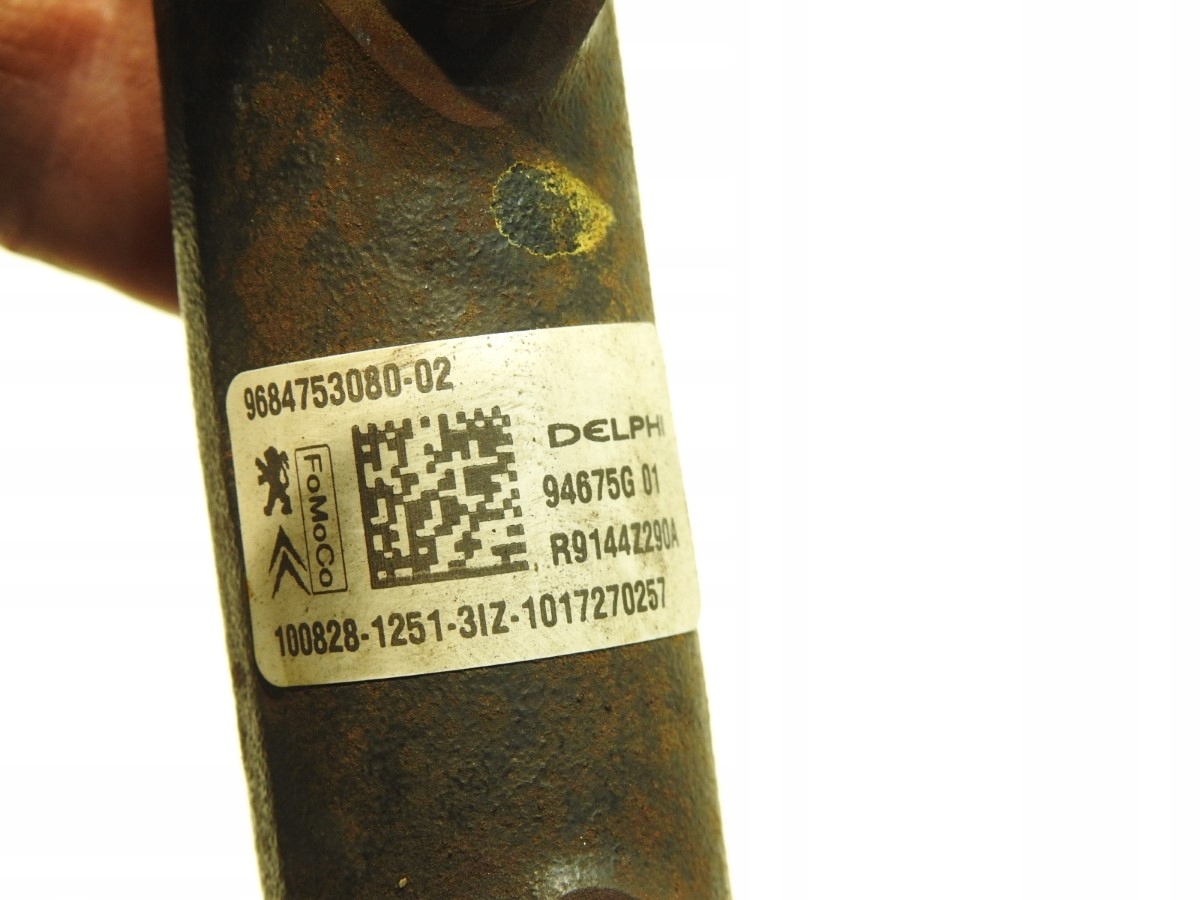 9684753080-02
FoMoCo
DELPHI
94675G 01
R9144Z290A
100828-1251-3IZ-1017270257